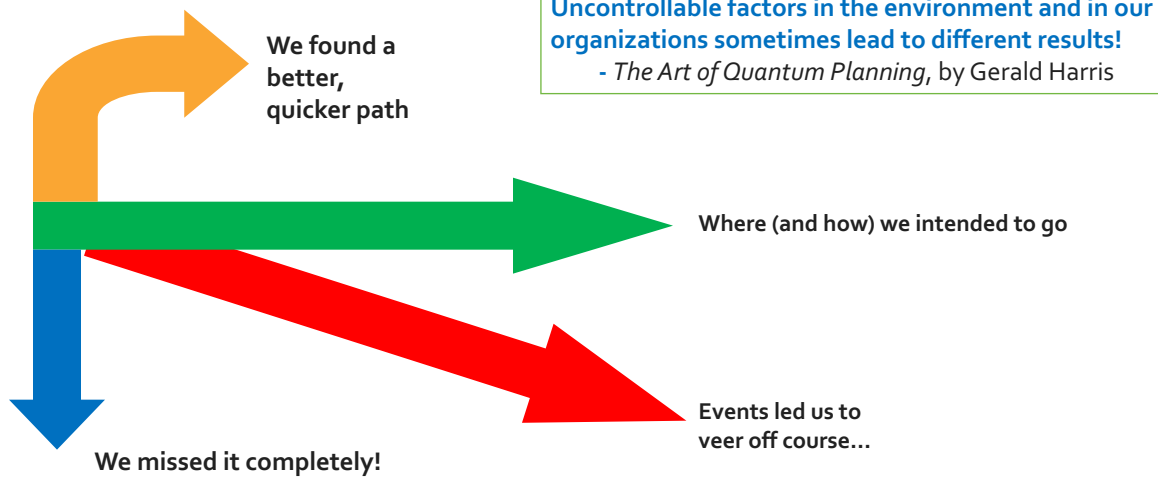 Uncontrollable factors in the environment and in our
organizations sometimes lead to different results!
- The Art of Quantum Planning, by Gerald Harris
We found a
better,
quicker path
Where (and how) we intended to go
Events led us to
veer off course...
We missed it completely!